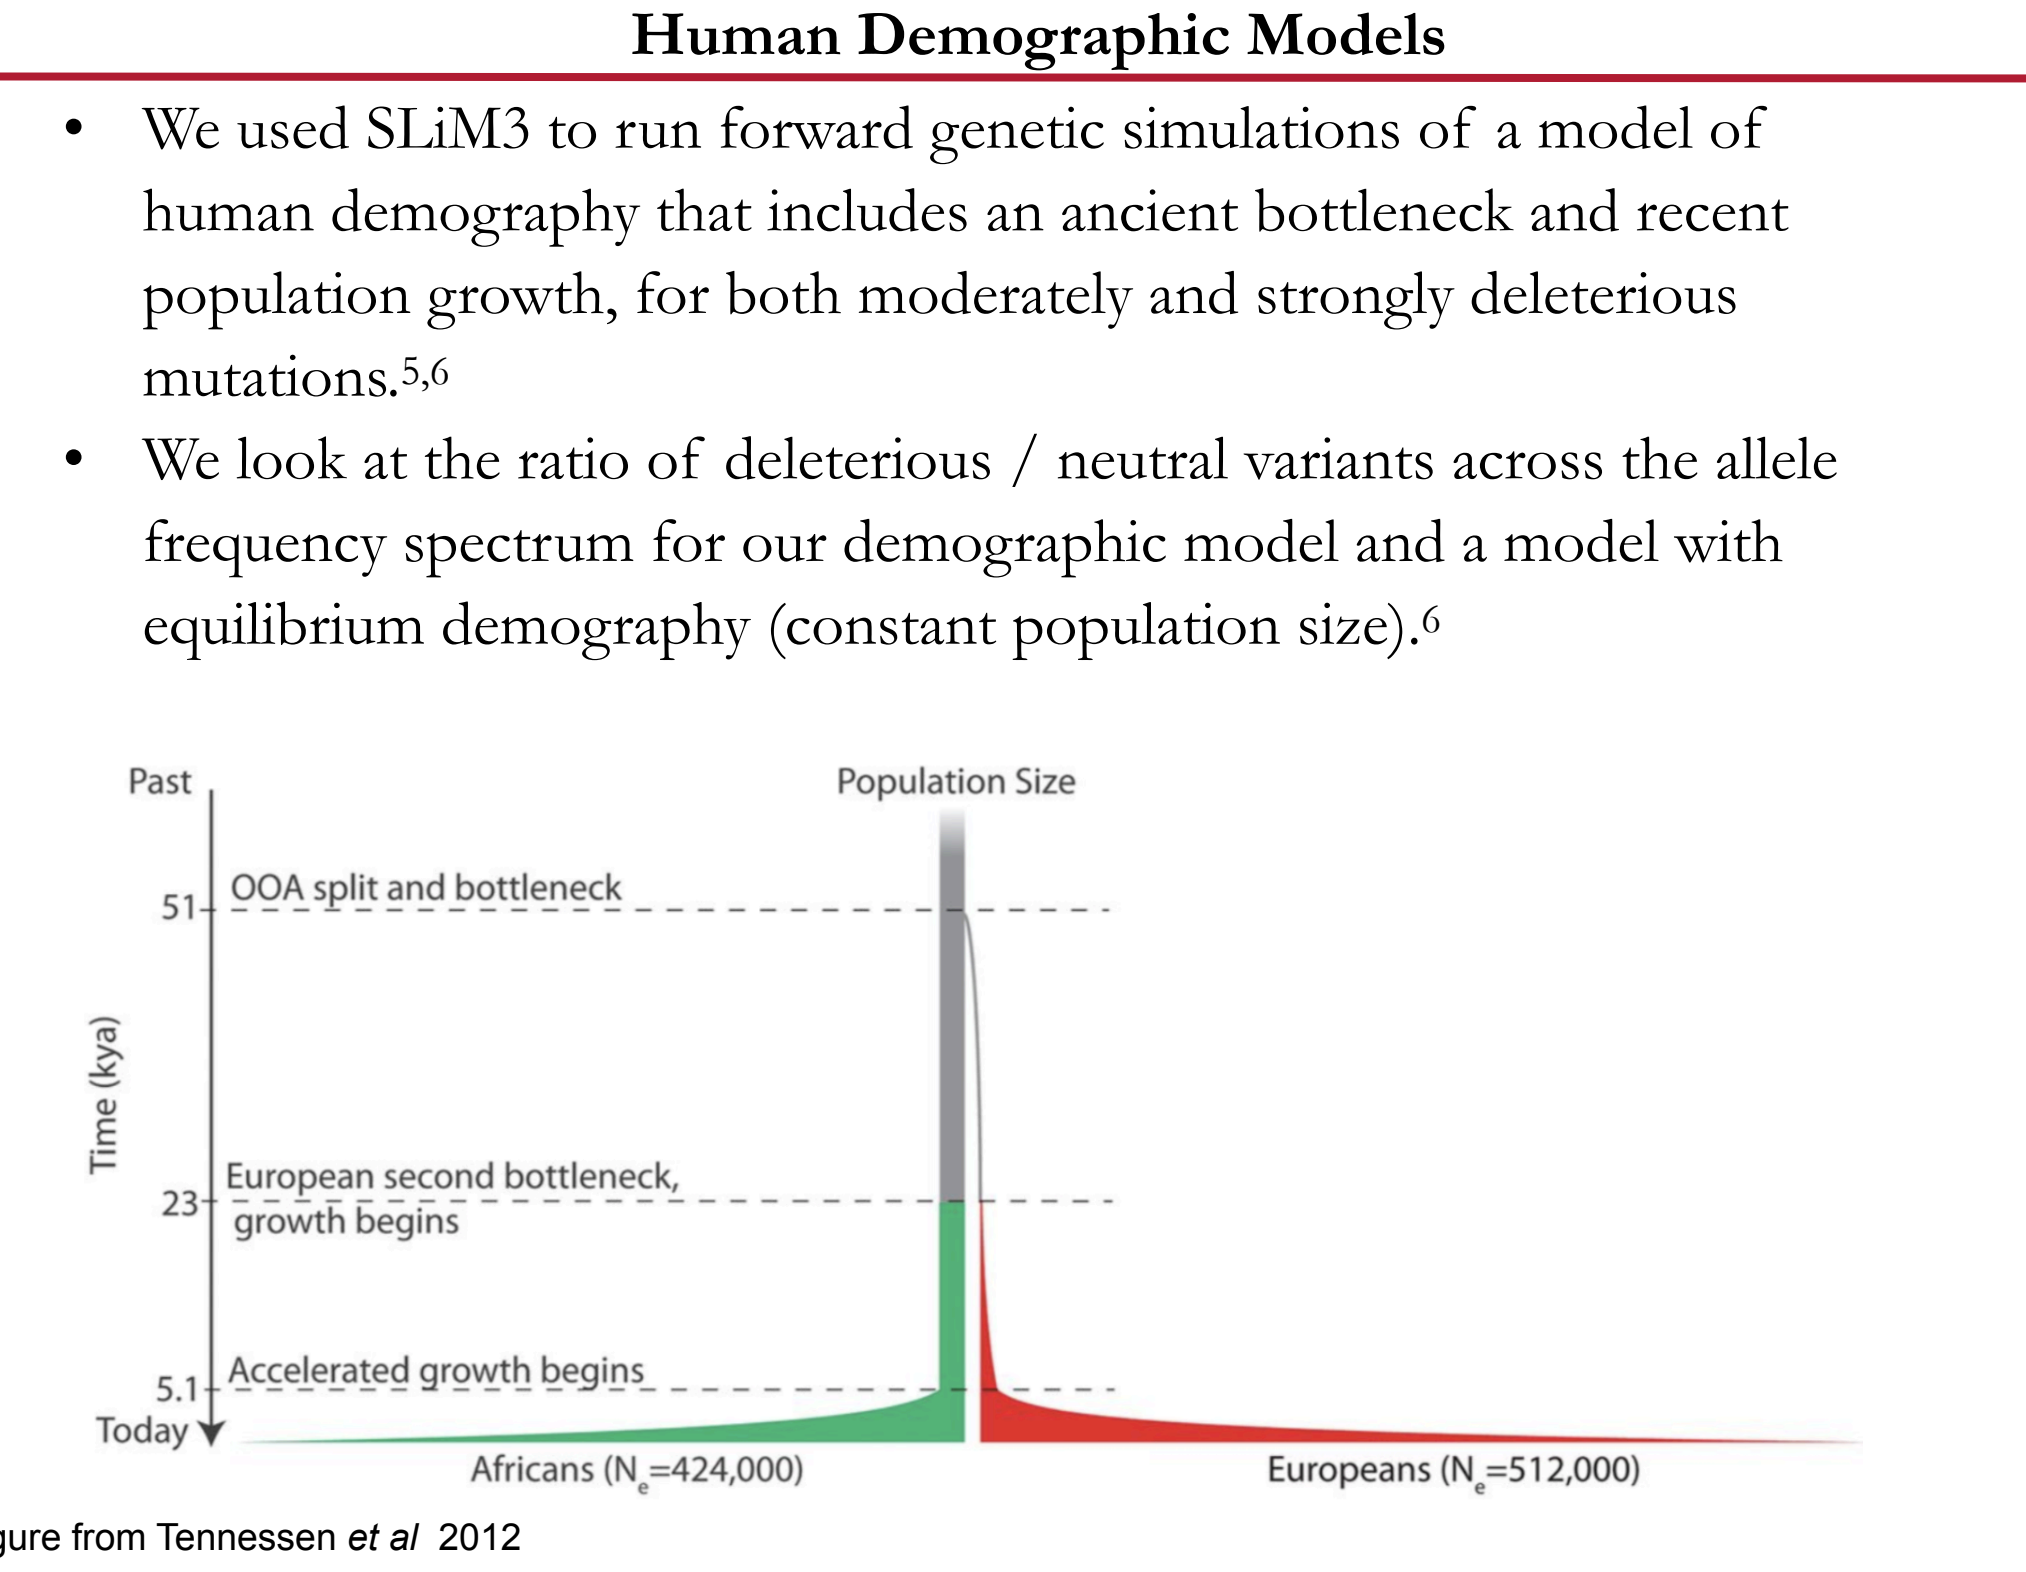 Human Demographic Models
• We used SLiM3 to run forward genetic simulations of a model of
human demography that includes an ancient bottleneck and recent
population growth, for both moderately and strongly deleterious
mutations.5,6
• We look at the ratio of deleterious / neutral variants across the allele
frequency spectrum for our demographic model and a model with
equilibrium demography (constant population size).6
Past
Population Size
OOA split and bottleneck
51
Time (kya)
European second bottleneck,
23
growth begins
Accelerated growth begins
5.1
Today
Africans (Ne=424,000)
Europeans (Ne=512,000)
gure from Tennessen et al 2012